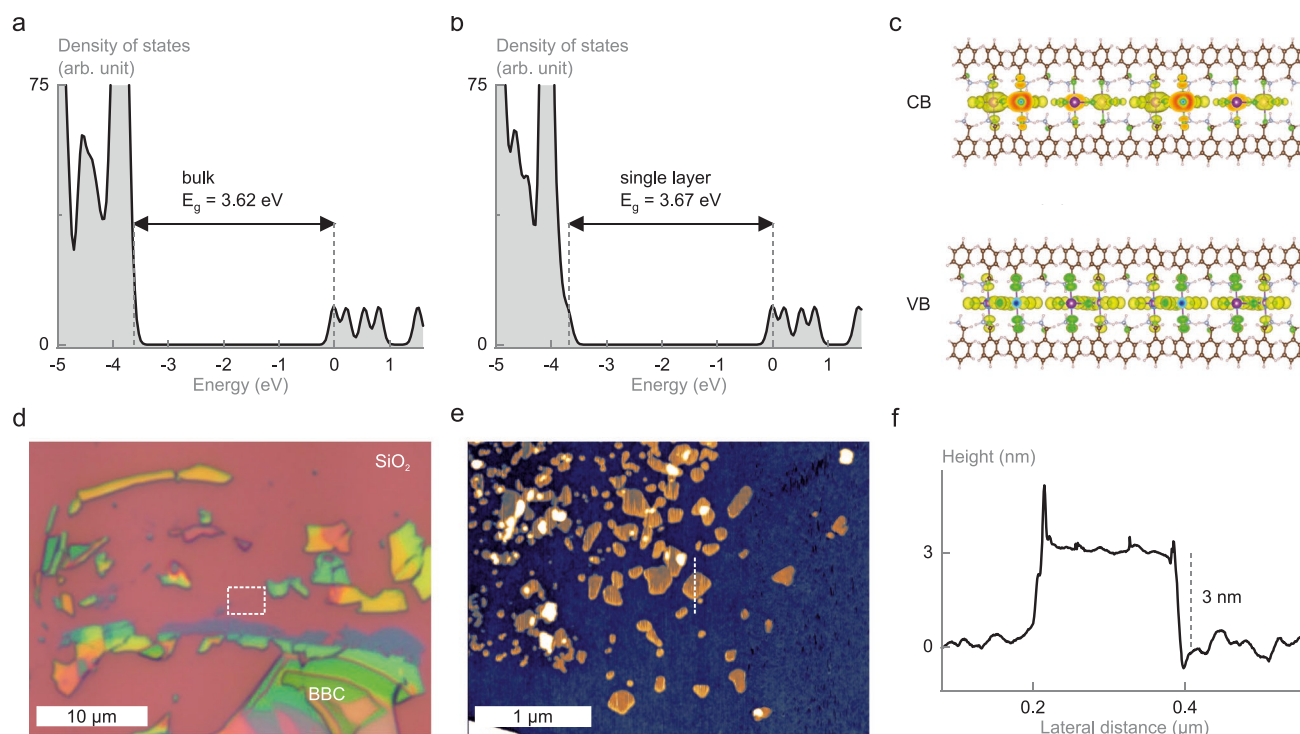 a
Density of states
(arb. unit)
75
0
bulk
E_g = 3.62 eV
-5 -4 -3 -2 -1 0 1
Energy (eV)
b
Density of states
(arb. unit)
75
0
single layer
E_g = 3.67 eV
-5 -4 -3 -2 -1 0 1
Energy (eV)
c
CB
VB
d
SiO₂
BBC
10 µm
e
1 µm
f
Height (nm)
3
0
3 nm
0.2 0.4
Lateral distance (µm)